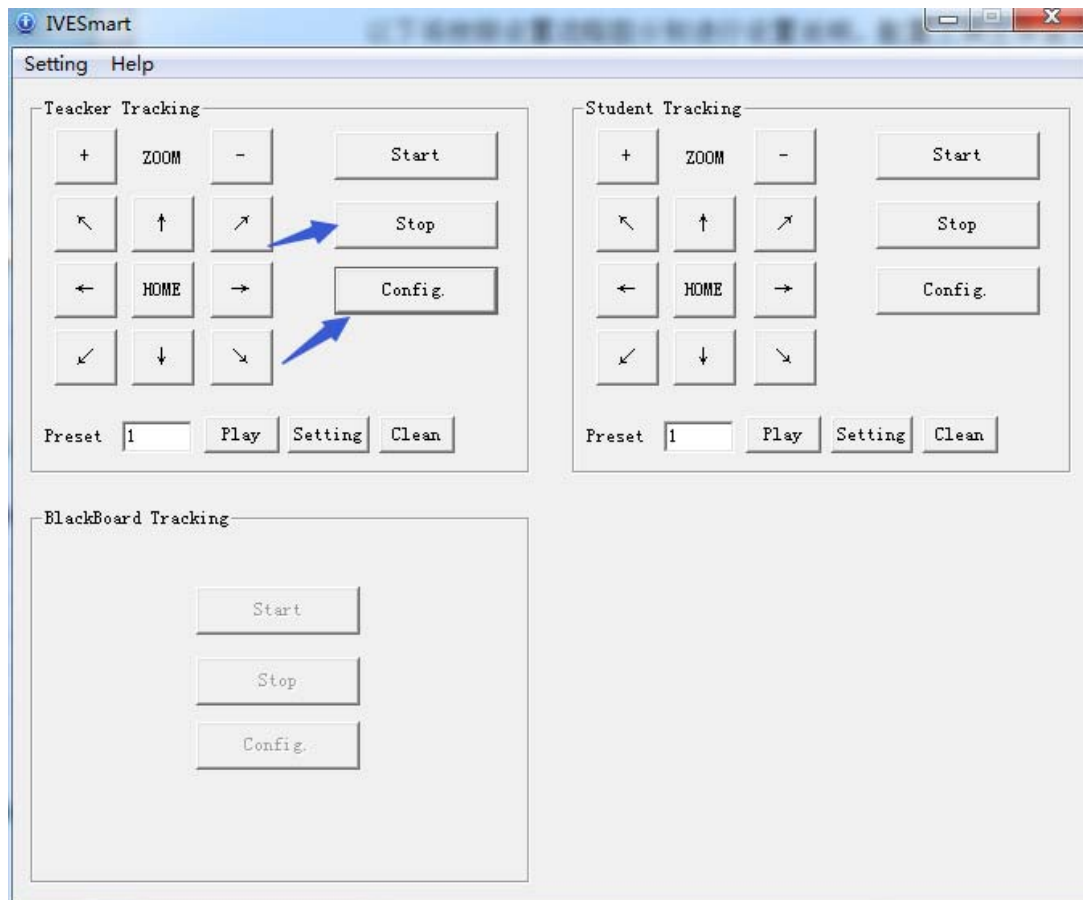 IVESmart
Setting Help
Teacker Tracking
+ ZOOM -
Start
↖ ↑ ↗
Stop
← HOME →
Config.
↙ ↓ ↘
Preset 1 Play Setting Clean
Student Tracking
+ ZOOM -
Start
↖ ↑ ↗
Stop
← HOME →
Config.
↙ ↓ ↘
Preset 1 Play Setting Clean
BlackBoard Tracking
Start
Stop
Config.